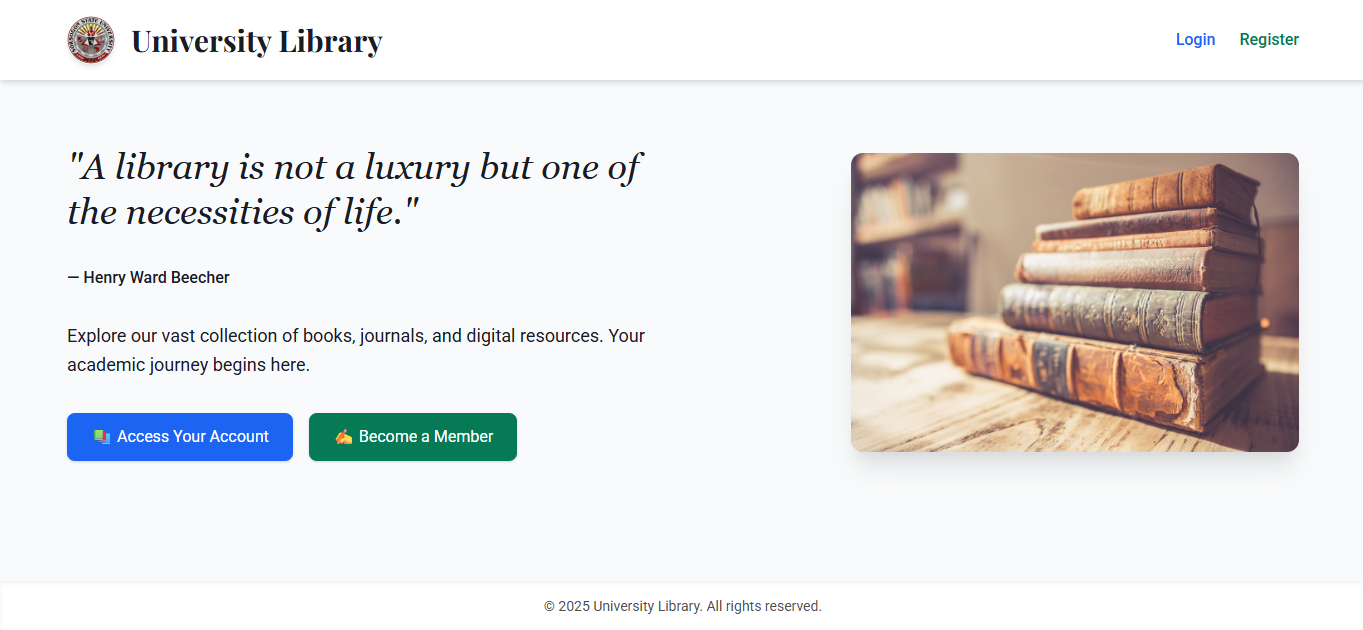 University Library
Login
Register
"A library is not a luxury but one of
the necessities of life."
— Henry Ward Beecher
Explore our vast collection of books, journals, and digital resources. Your
academic journey begins here.
Access Your Account
Become a Member
© 2025 University Library. All rights reserved.